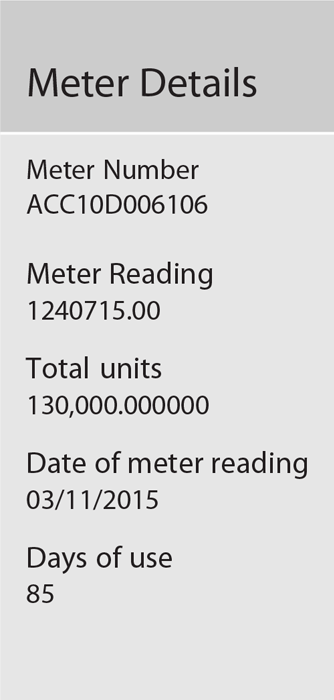 Meter Details
Meter Number
ACC10D006106
Meter Reading
1240715.00
Total units
130,000.000000
Date of meter reading
03/11/2015
Days of use
85